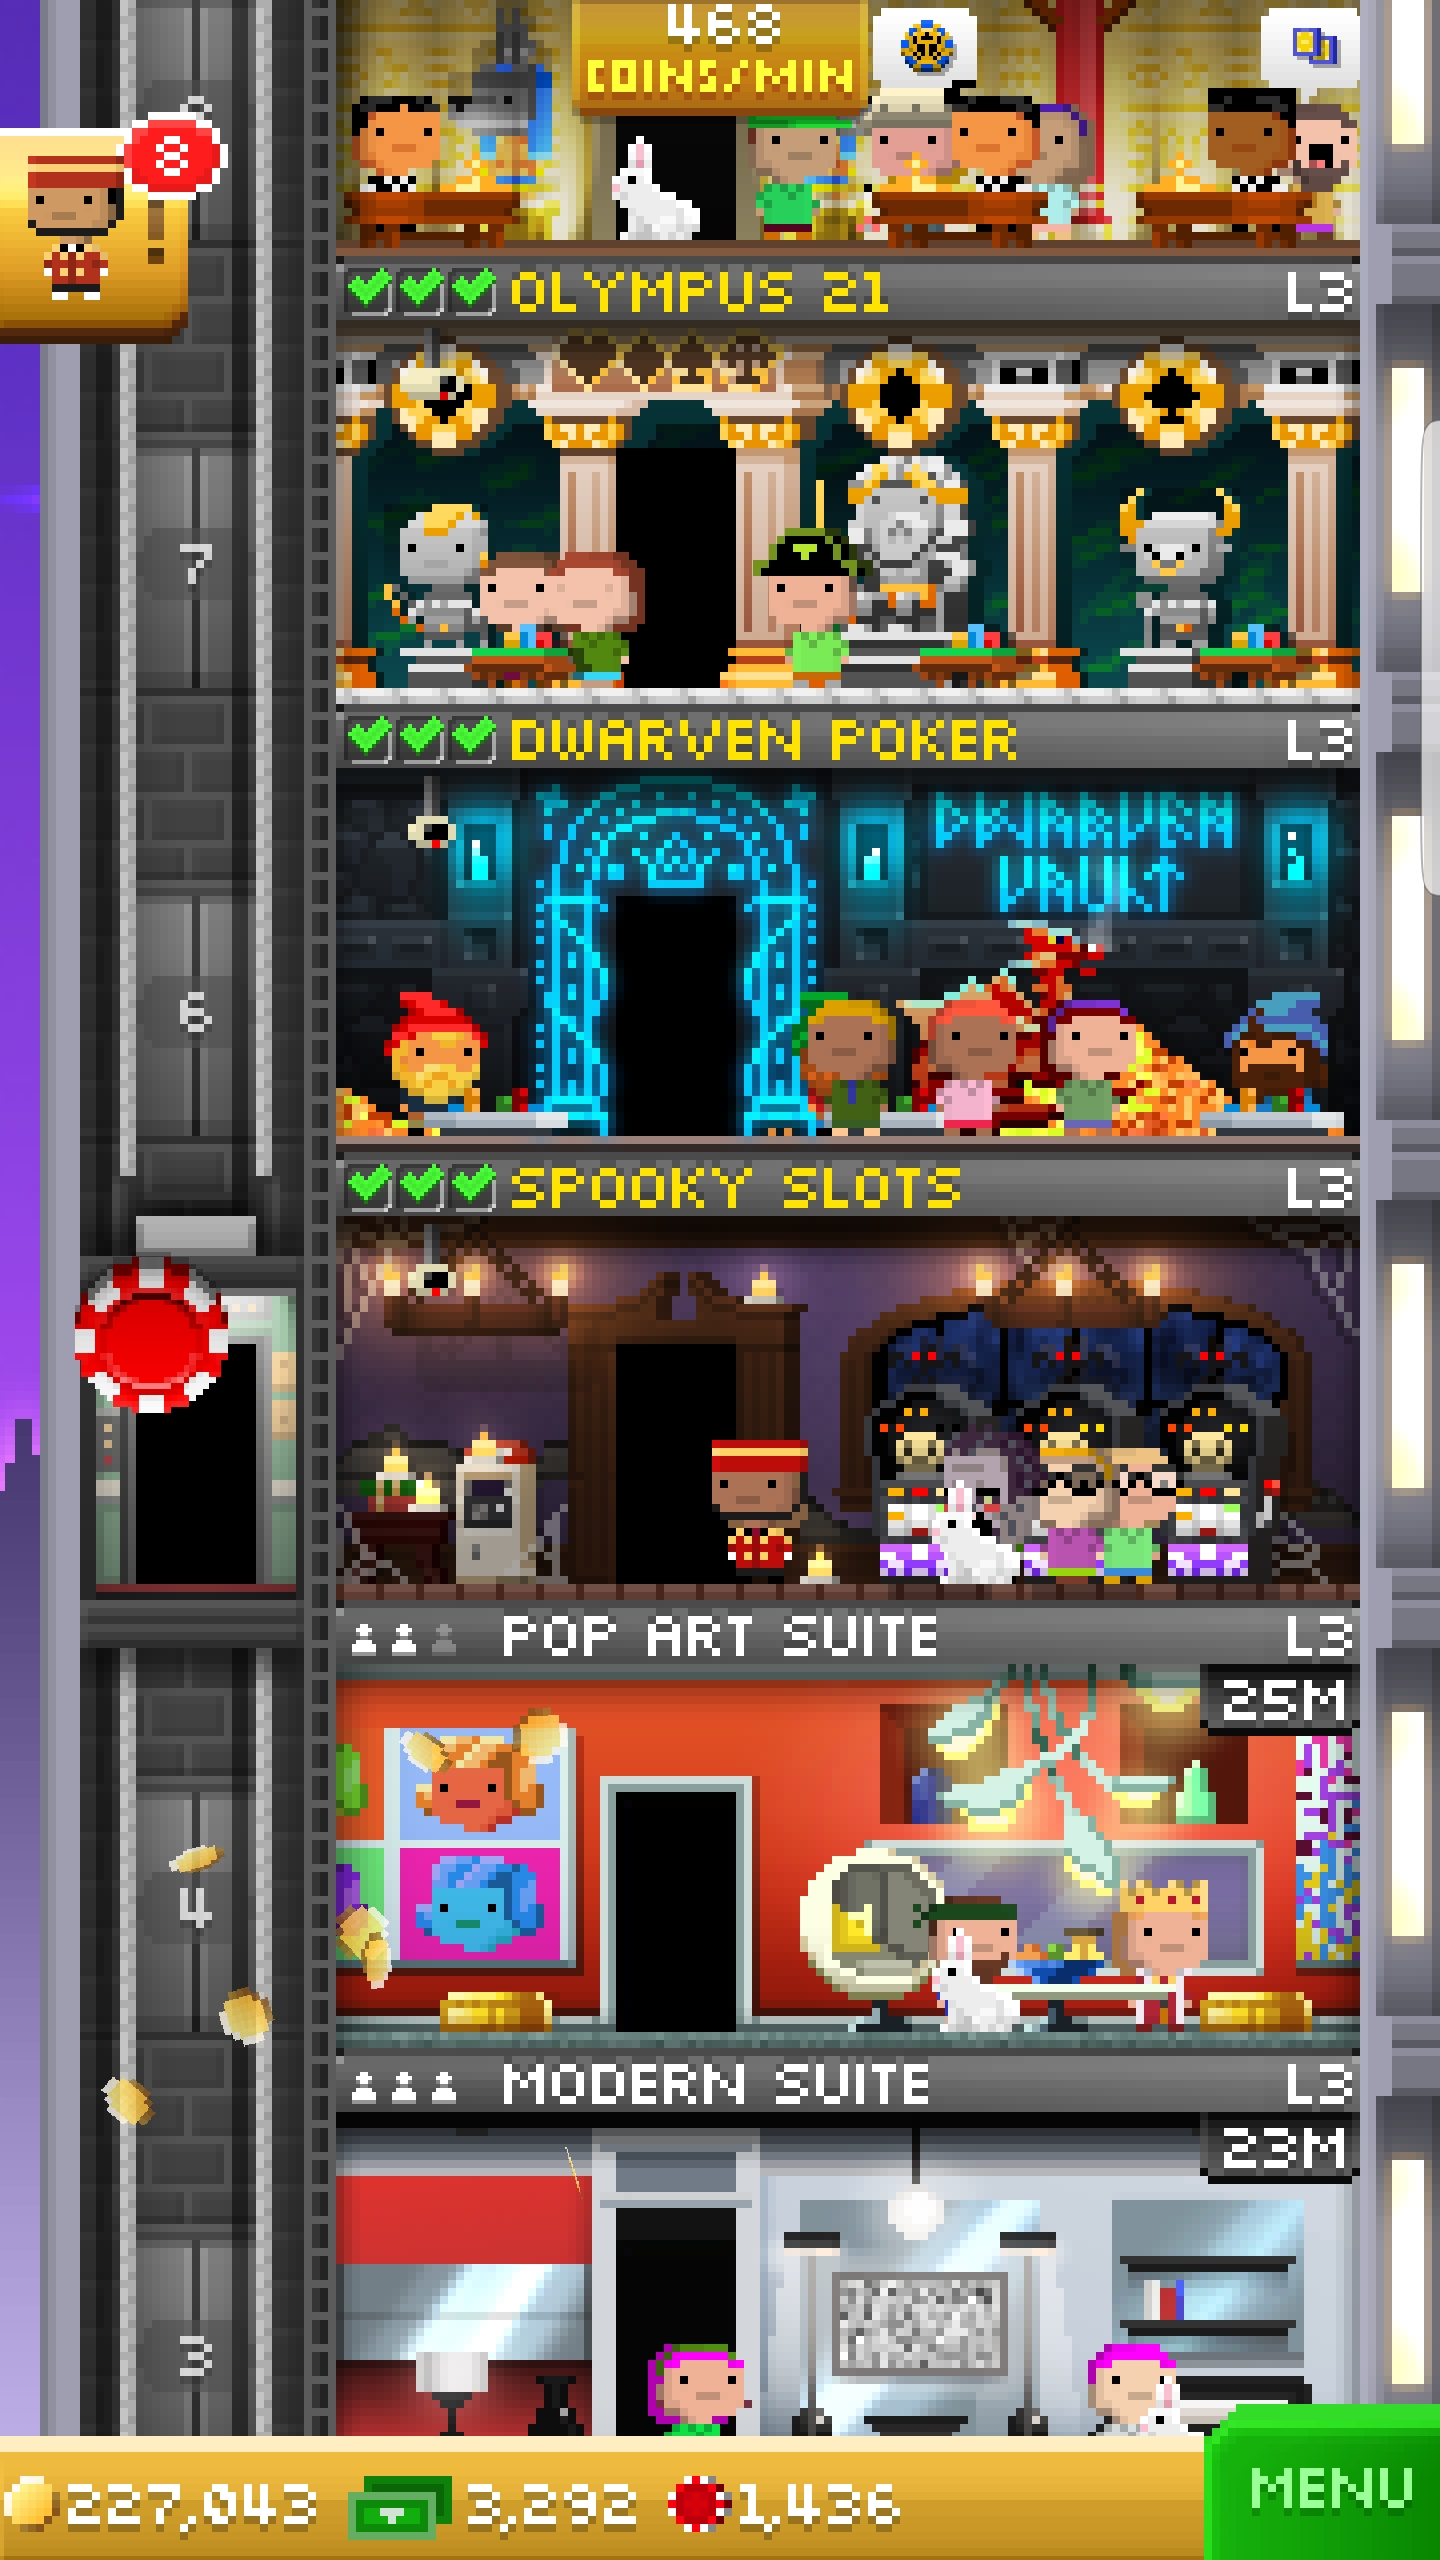 468
COINS/MIN
8
OLYMPUS 21 L3
7
DWARVEN POKER L3
DWARVEN
VAULT
6
SPOOKY SLOTS L3
POP ART SUITE L3
25M
4
MODERN SUITE L3
23M
3
227,043 3,292 1,436
MENU